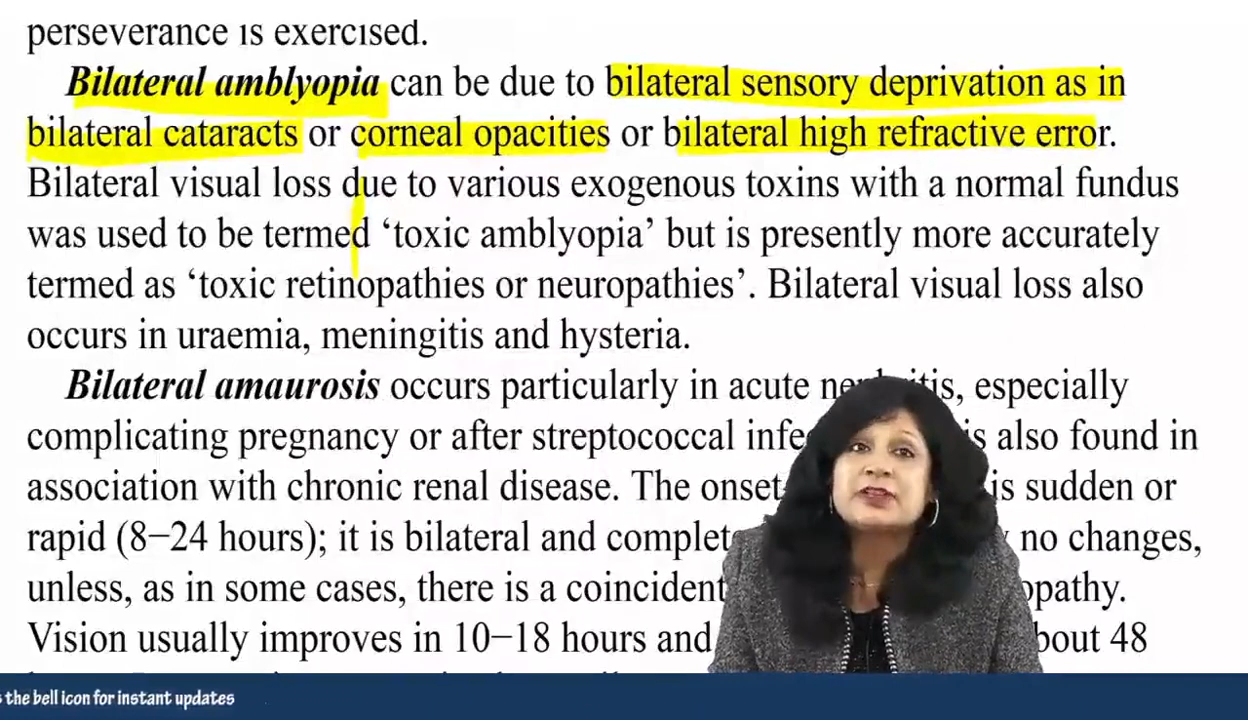 perseverance is exercised.
Bilateral amblyopia can be due to bilateral sensory deprivation as in
bilateral cataracts or corneal opacities or bilateral high refractive error.
Bilateral visual loss due to various exogenous toxins with a normal fundus
was used to be termed ‘toxic amblyopia’ but is presently more accurately
termed as ‘toxic retinopathies or neuropathies’. Bilateral visual loss also
occurs in uraemia, meningitis and hysteria.
Bilateral amaurosis occurs particularly in acute nephritis, especially
complicating pregnancy or after streptococcal is also found in
association with chronic renal disease. The onset is sudden or
rapid (8–24 hours); it is bilateral and no changes,
unless, as in some cases, there is a coincident
Vision usually improves in 10–18 hours and about 48
the bell icon for instant updates